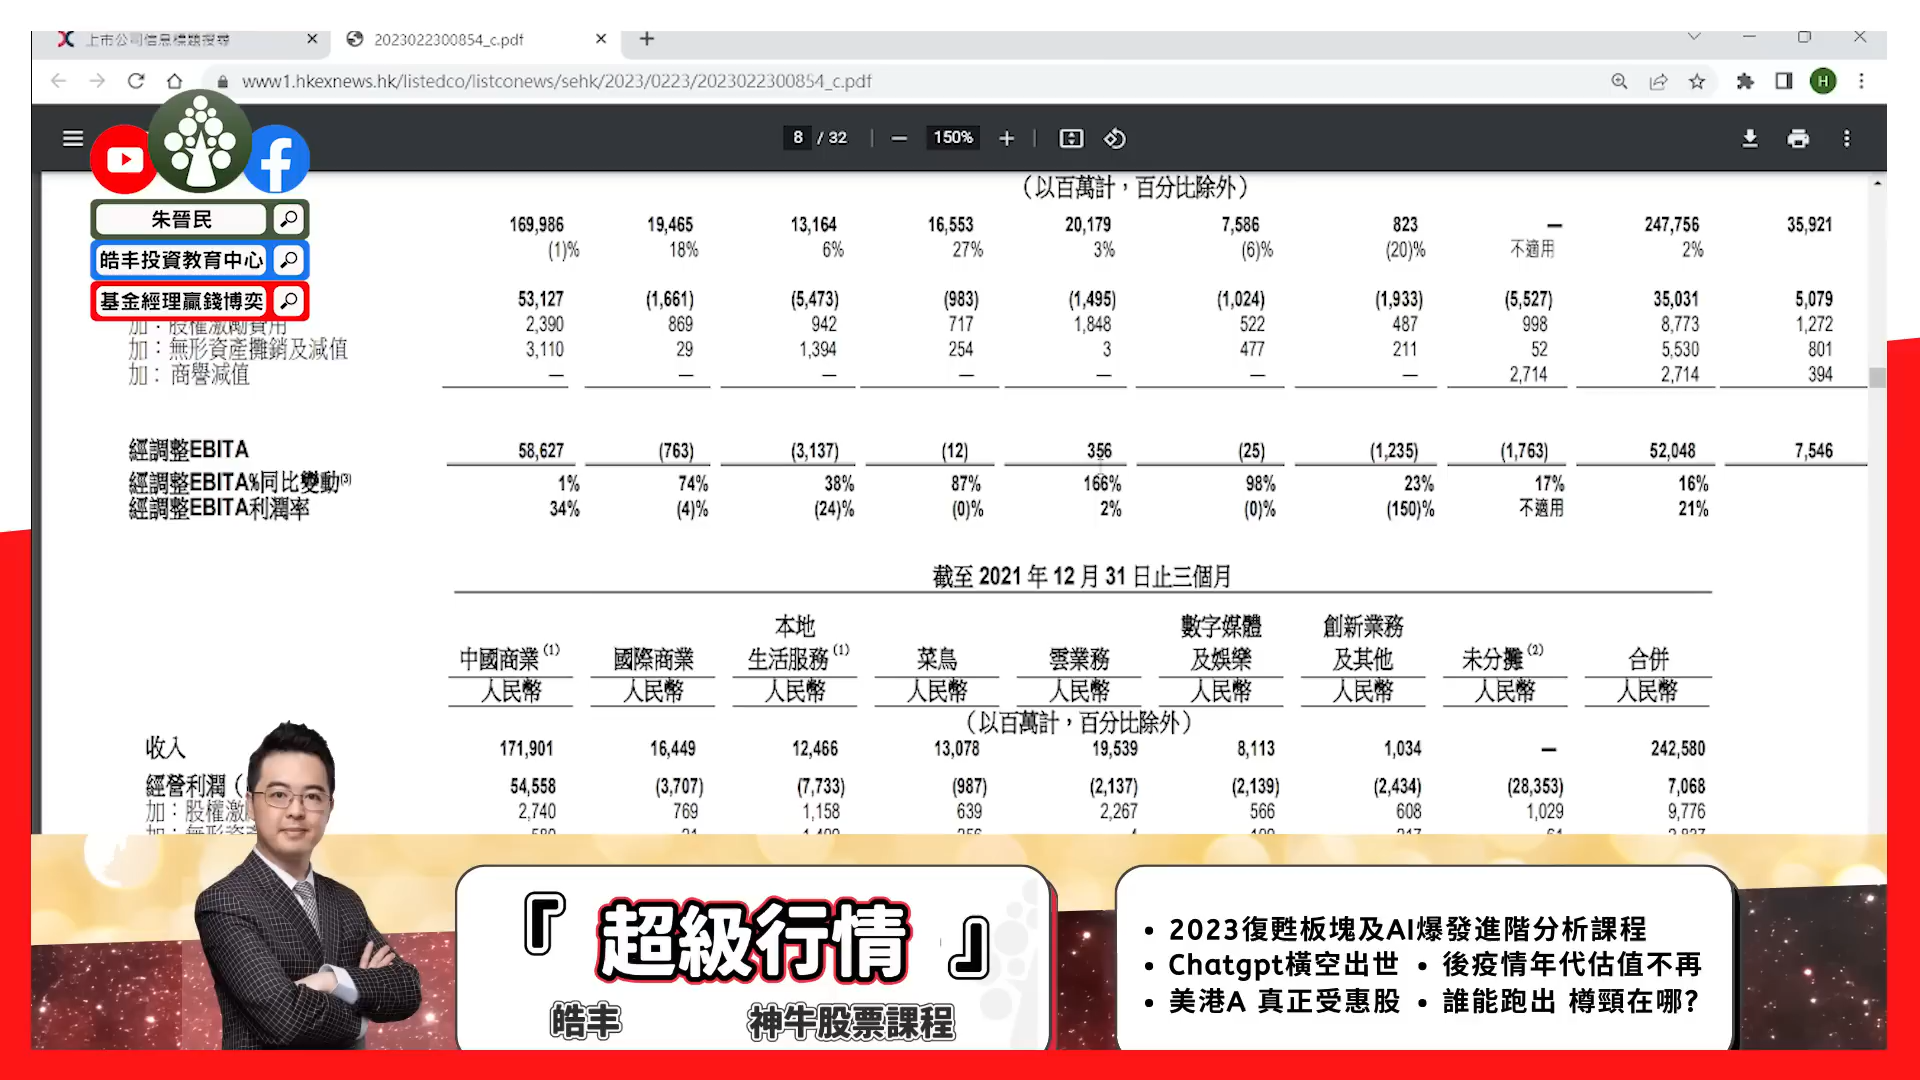 上市公司信息標題搜尋
2023022300854_c.pdf
www1.hkexnews.hk/listedco/listconews/sehk/2023/0223/2023022300854_c.pdf
H
8 / 32
150%
朱晉民
皓丰投資教育中心
基金經理贏錢博奕
（以百萬計，百分比除外）
169,986 19,465 13,164 16,553 20,179 7,586 823 — 247,756 35,921
(1)% 18% 6% 27% 3% (6)% (20)% 不適用 2%
53,127 (1,661) (5,473) (983) (1,495) (1,024) (1,933) (5,527) 35,031 5,079
加：股權激勵費用 2,390 869 942 717 1,848 522 487 998 8,773 1,272
加：無形資產攤銷及減值 3,110 29 1,394 254 3 477 211 52 5,530 801
加：商譽減值 — — — — — — — 2,714 2,714 394
經調整EBITA 58,627 (763) (3,137) (12) 356 (25) (1,235) (1,763) 52,048 7,546
經調整EBITA%同比變動(3) 1% 74% 38% 87% 166% 98% 23% 17% 16%
經調整EBITA利潤率 34% (4)% (24)% (0)% 2% (0)% (150)% 不適用 21%
截至 2021 年 12 月 31 日止三個月
本地 數字媒體 創新業務
中國商業(1) 國際商業 生活服務(1) 菜鳥 雲業務 及娛樂 及其他 未分攤(2) 合併
人民幣 人民幣 人民幣 人民幣 人民幣 人民幣 人民幣 人民幣 人民幣
（以百萬計，百分比除外）
收入 171,901 16,449 12,466 13,078 19,539 8,113 1,034 — 242,580
經營利潤（ 54,558 (3,707) (7,733) (987) (2,137) (2,139) (2,434) (28,353) 7,068
加：股權激 2,740 769 1,158 639 2,267 566 608 1,029 9,776
『 超級行情 』
皓丰 神牛股票課程
• 2023復甦板塊及AI爆發進階分析課程
• Chatgpt橫空出世 • 後疫情年代估值不再
• 美港A 真正受惠股 • 誰能跑出 樽頸在哪?